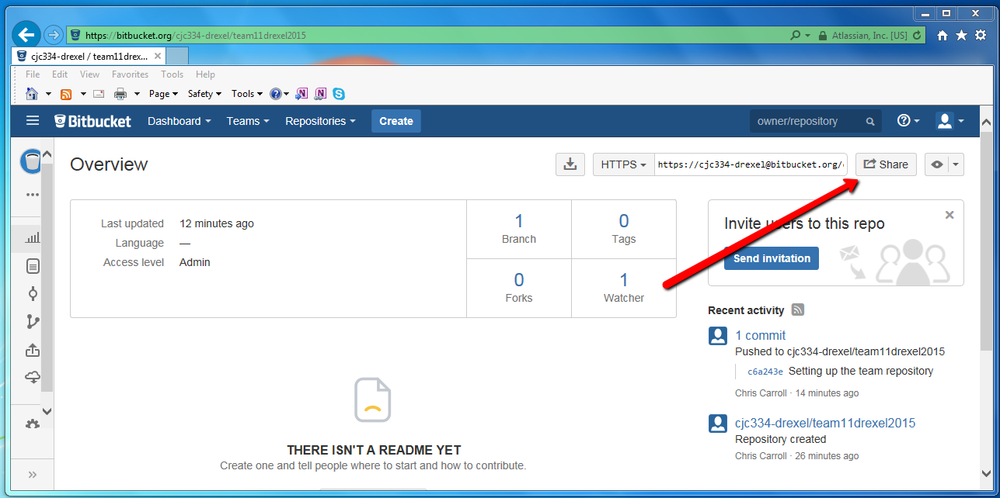 https://bitbucket.org/cjc334-drexel/team11drexel2015
Atlassian, Inc. [US]
cjc334-drexel / team11drex...
File Edit View Favorites Tools Help
Page Safety Tools
Bitbucket Dashboard Teams Repositories Create owner/repository
Overview
HTTPS https://cjc334-drexel@bitbucket.org/ Share
Last updated 12 minutes ago
Language —
Access level Admin
1
Branch
0
Tags
0
Forks
1
Watcher
Invite users to this repo
Send invitation
Recent activity
1 commit
Pushed to cjc334-drexel/team11drexel2015
c6a243e Setting up the team repository
Chris Carroll · 14 minutes ago
cjc334-drexel/team11drexel2015
Repository created
Chris Carroll · 26 minutes ago
THERE ISN'T A README YET
Create one and tell people where to start and how to contribute.